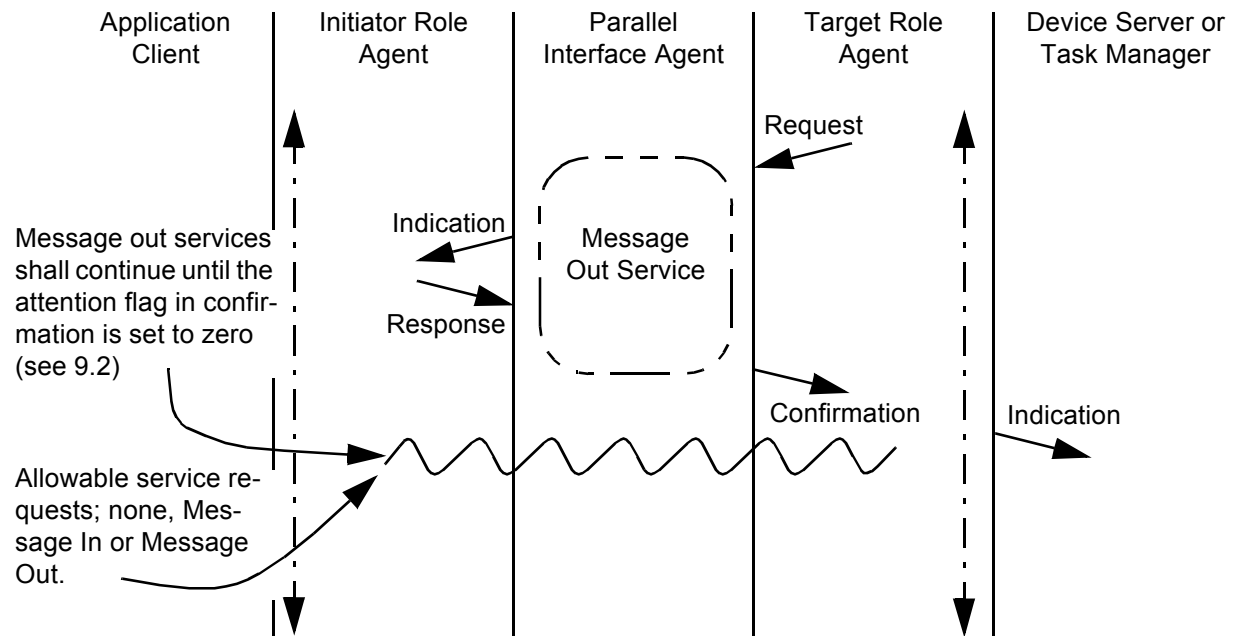 Application
Client
Initiator Role
Agent
Parallel
Interface Agent
Target Role
Agent
Device Server or
Task Manager
Request
Indication
Message
Out Service
Response
Message out services
shall continue until the
attention flag in confir-
mation is set to zero
(see 9.2)
Confirmation
Indication
Allowable service re-
quests; none, Mes-
sage In or Message
Out.